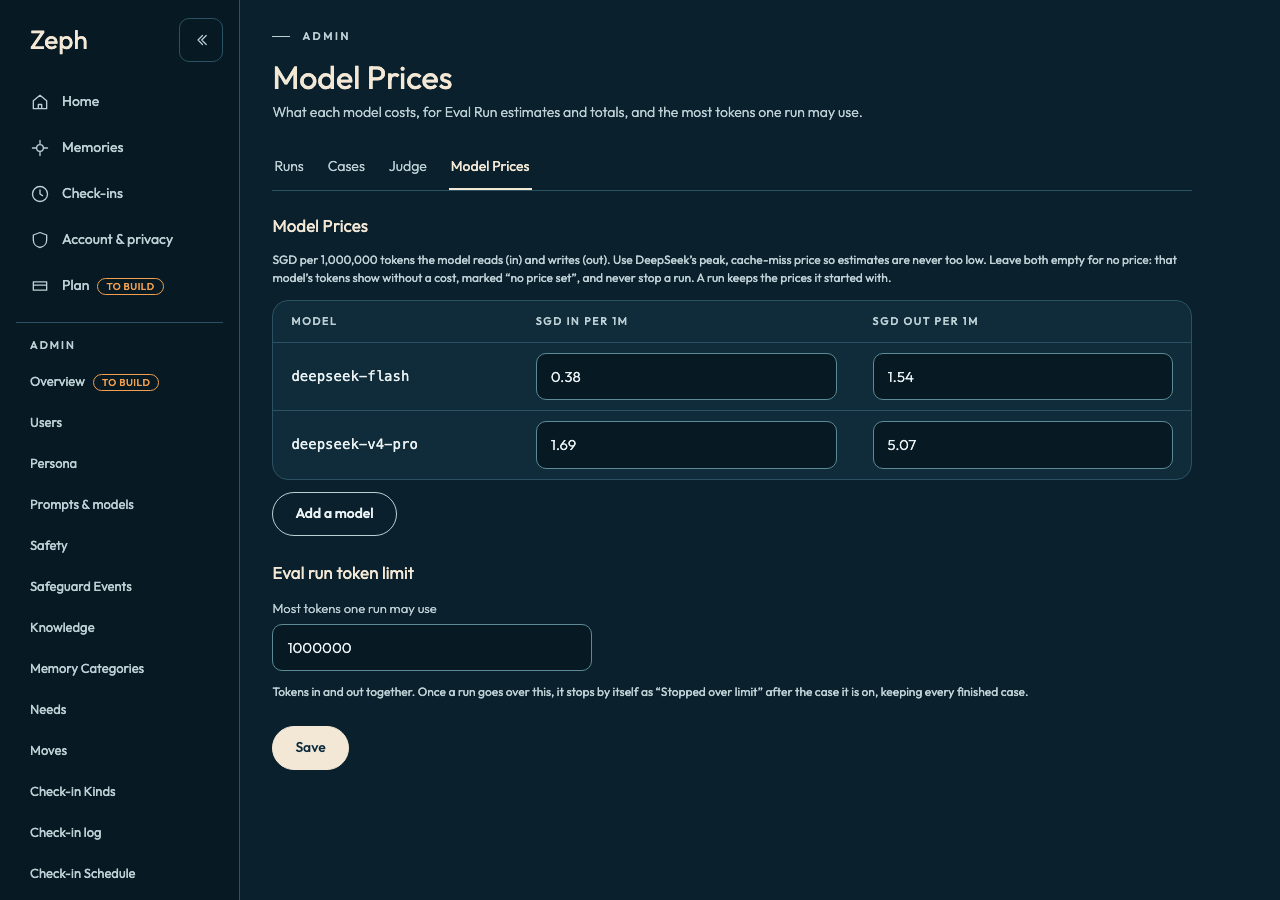 Zeph
Home
Memories
Check-ins
Account & privacy
Plan TO BUILD
ADMIN
Overview TO BUILD
Users
Persona
Prompts & models
Safety
Safeguard Events
Knowledge
Memory Categories
Needs
Moves
Check-in Kinds
Check-in log
Check-in Schedule
ADMIN
Model Prices
What each model costs, for Eval Run estimates and totals, and the most tokens one run may use.
Runs Cases Judge Model Prices
Model Prices
SGD per 1,000,000 tokens the model reads (in) and writes (out). Use DeepSeek’s peak, cache-miss price so estimates are never too low. Leave both empty for no price: that
model’s tokens show without a cost, marked “no price set”, and never stop a run. A run keeps the prices it started with.
MODEL SGD IN PER 1M SGD OUT PER 1M
deepseek-flash 0.38 1.54
deepseek-v4-pro 1.69 5.07
Add a model
Eval run token limit
Most tokens one run may use
1000000
Tokens in and out together. Once a run goes over this, it stops by itself as “Stopped over limit” after the case it is on, keeping every finished case.
Save